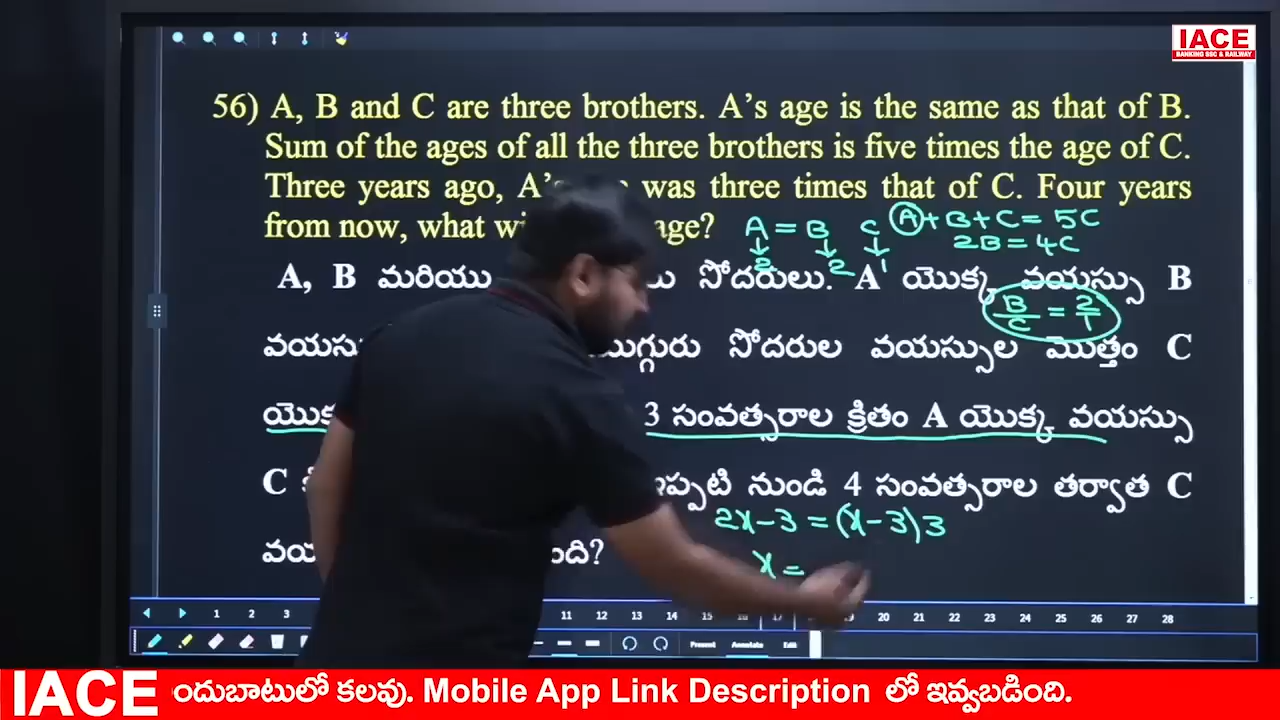 IACE
BANKING SSC & RAILWAY
56) A, B and C are three brothers. A's age is the same as that of B.
Sum of the ages of all the three brothers is five times the age of C.
Three years ago, A's was three times that of C. Four years
from now, what age?
A = B C
A+B+C = 5C
2B = 4C
2 2 1
A, B మరియు సోదరులు. A యొక్క వయస్సు B
B/C = 2/1
సోదరుల వయస్సుల మొత్తం C
3 సంవత్సరాల క్రితం A యొక్క వయస్సు
C నుండి 4 సంవత్సరాల తర్వాత C
2x-3 = (x-3)3
x =
1 2 3 11 12 13 14 15 16 17 19 20 21 22 23 24 25 26 27 28
Present Annotate Edit
IACE ందుబాటులో కలవు. Mobile App Link Description లో ఇవ్వబడింది.